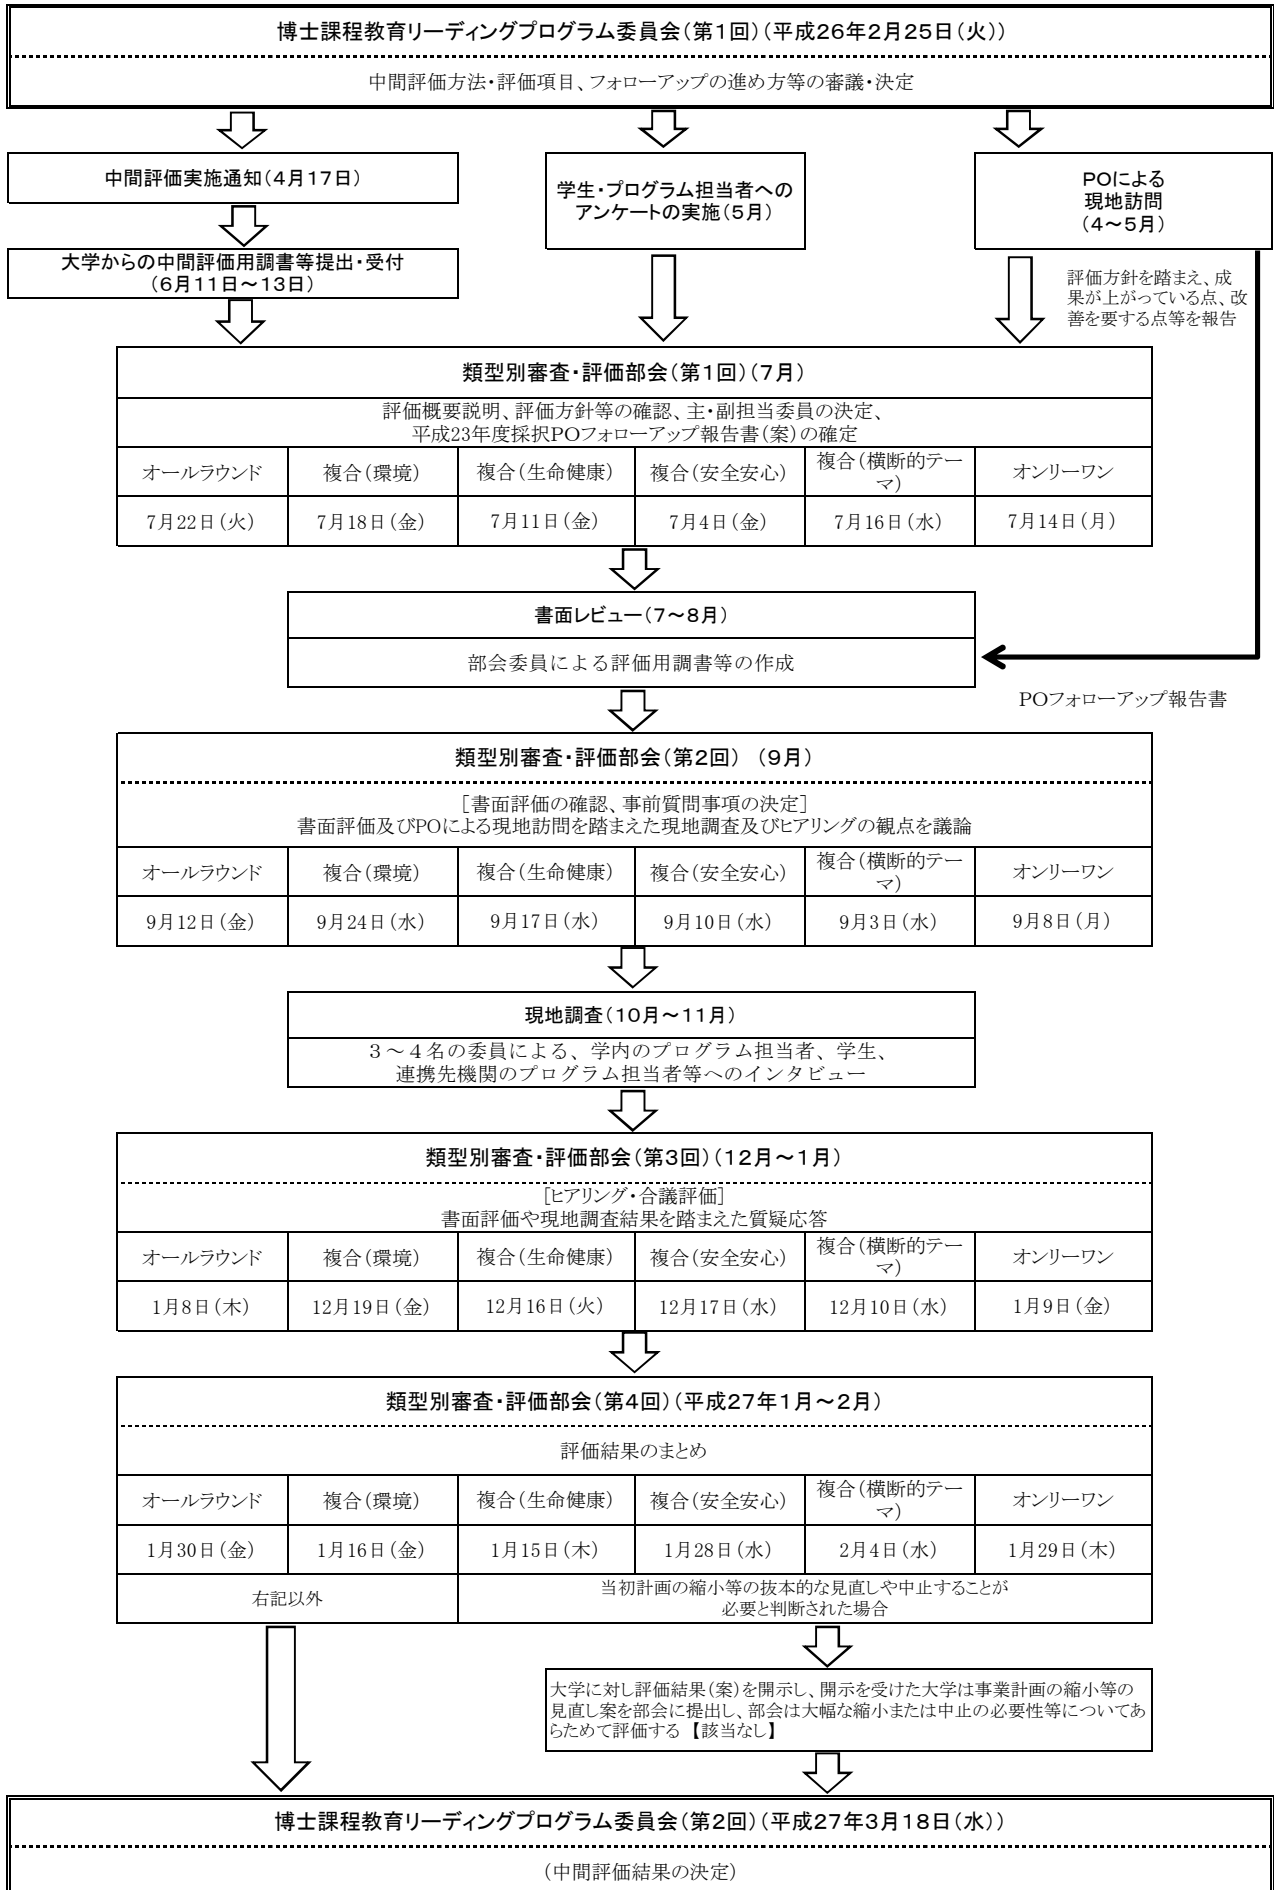 博士課程教育リーディングプログラム委員会(第1回)(平成26年2月25日(火))
中間評価方法・評価項目、フォローアップの進め方等の審議・決定
中間評価実施通知(4月17日)
学生・プログラム担当者への
アンケートの実施(5月)
POによる
現地訪問
(4~5月)
大学からの中間評価用調書等提出・受付
(6月11日~13日)
評価方針を踏まえ、成
果が上がっている点、改
善を要する点等を報告
類型別審査・評価部会(第1回)(7月)
評価概要説明、評価方針等の確認、主・副担当委員の決定、
平成23年度採択POフォローアップ報告書(案)の確定
オールラウンド 複合(環境) 複合(生命健康) 複合(安全安心) 複合(横断的テー
マ) オンリーワン
7月22日(火) 7月18日(金) 7月11日(金) 7月4日(金) 7月16日(水) 7月14日(月)
書面レビュー(7~8月)
部会委員による評価用調書等の作成
POフォローアップ報告書
類型別審査・評価部会(第2回) (9月)
[書面評価の確認、事前質問事項の決定]
書面評価及びPOによる現地訪問を踏まえた現地調査及びヒアリングの観点を議論
オールラウンド 複合(環境) 複合(生命健康) 複合(安全安心) 複合(横断的テー
マ) オンリーワン
9月12日(金) 9月24日(水) 9月17日(水) 9月10日(水) 9月3日(水) 9月8日(月)
現地調査(10月~11月)
3~4名の委員による、学内のプログラム担当者、学生、
連携先機関のプログラム担当者等へのインタビュー
類型別審査・評価部会(第3回)(12月~1月)
[ヒアリング・合議評価]
書面評価や現地調査結果を踏まえた質疑応答
オールラウンド 複合(環境) 複合(生命健康) 複合(安全安心) 複合(横断的テー
マ) オンリーワン
1月8日(木) 12月19日(金) 12月16日(火) 12月17日(水) 12月10日(水) 1月9日(金)
類型別審査・評価部会(第4回)(平成27年1月~2月)
評価結果のまとめ
オールラウンド 複合(環境) 複合(生命健康) 複合(安全安心) 複合(横断的テー
マ) オンリーワン
1月30日(金) 1月16日(金) 1月15日(木) 1月28日(水) 2月4日(水) 1月29日(木)
右記以外
当初計画の縮小等の抜本的な見直しや中止することが
必要と判断された場合
大学に対し評価結果(案)を開示し、開示を受けた大学は事業計画の縮小等の
見直し案を部会に提出し、部会は大幅な縮小または中止の必要性等についてあ
らためて評価する 【該当なし】
博士課程教育リーディングプログラム委員会(第2回)(平成27年3月18日(水))
(中間評価結果の決定)